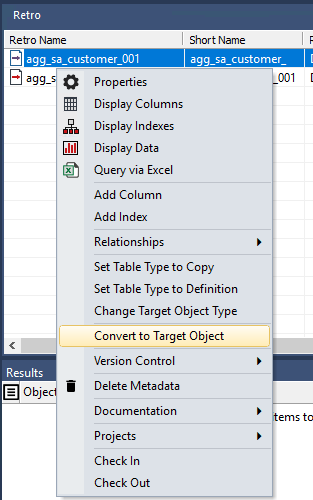 Retro
Retro Name Short Name R
agg_sa_customer_001 agg_sa_customer_ D
agg_s _001 D
Properties
Display Columns
Display Indexes
Display Data
Query via Excel
Add Column
Add Index
Relationships
Set Table Type to Copy
Set Table Type to Definition
Change Target Object Type
Convert to Target Object
Version Control
Results
Delete Metadata
Object
Documentation
tems to
Projects
Check In
Check Out